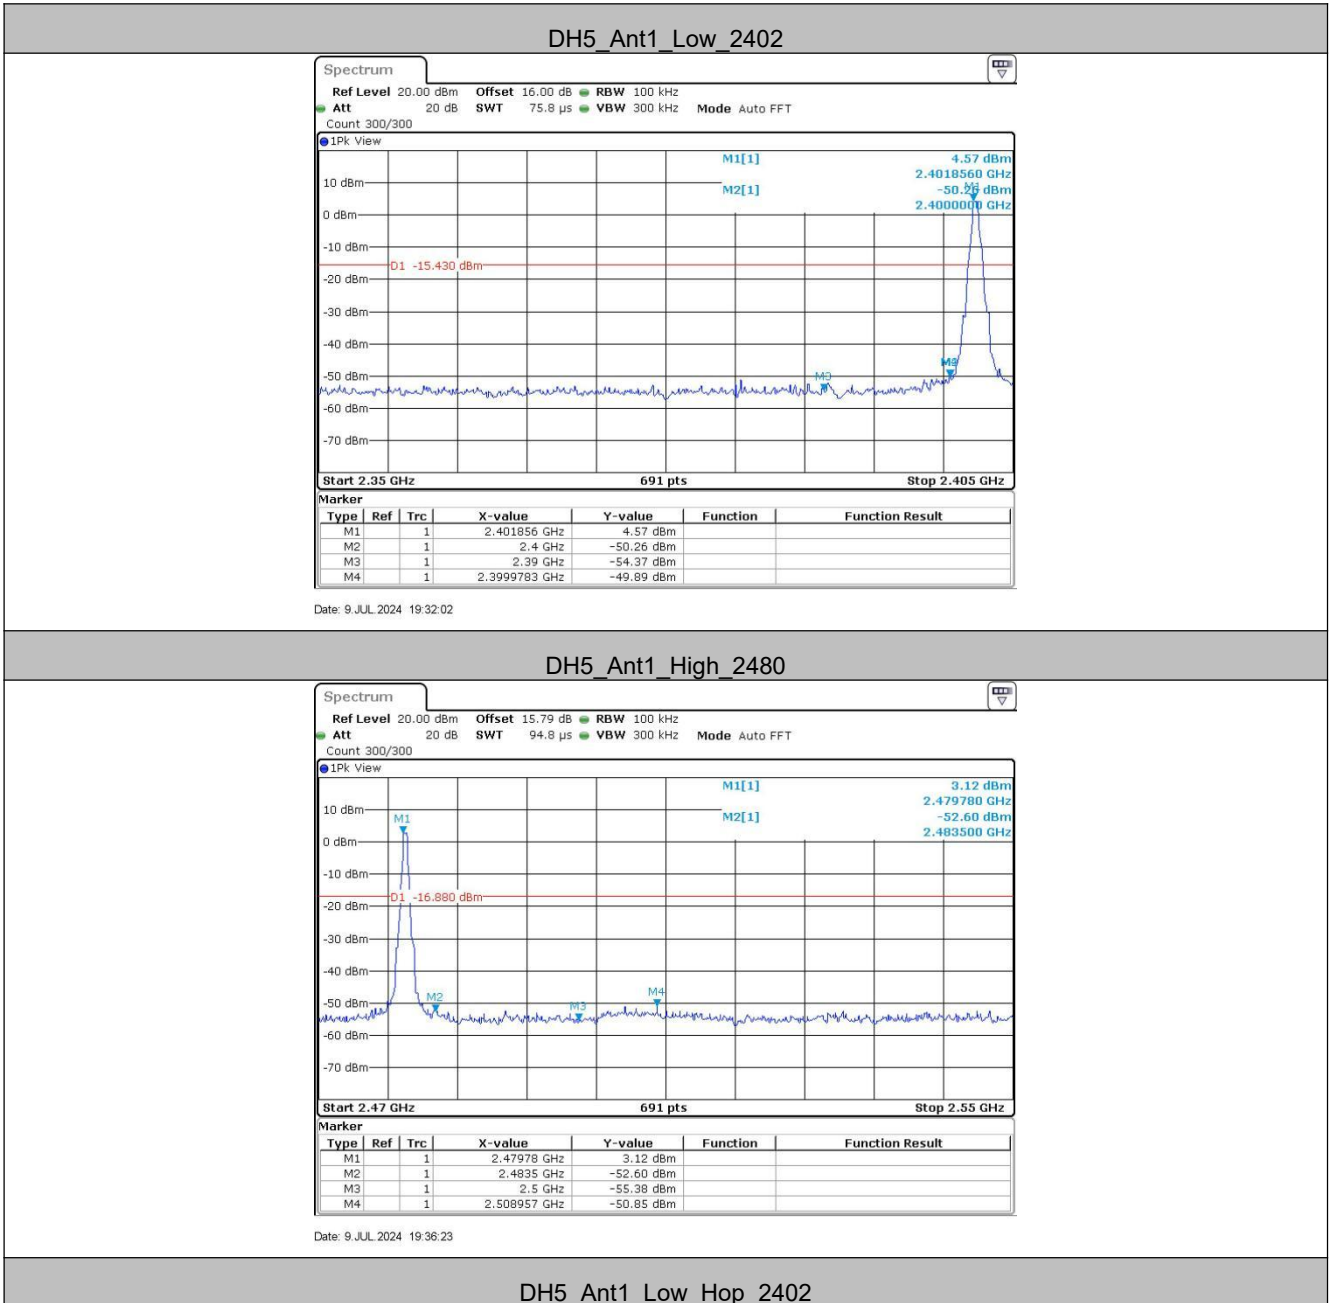 DH5_Ant1_Low_2402
Spectrum
Ref Level 20.00 dBm Offset 16.00 dB RBW 100 kHz
Att 20 dB SWT 75.8 µs VBW 300 kHz Mode Auto FFT
Count 300/300
1Pk View
M1[1] 4.57 dBm
2.4018560 GHz
M2[1] -50.26 dBm
2.4000000 GHz
M1
10 dBm
0 dBm
-10 dBm
D1 -15.430 dBm
-20 dBm
-30 dBm
-40 dBm
-50 dBm
M3
-60 dBm
-70 dBm
Start 2.35 GHz 691 pts Stop 2.405 GHz
Marker
Type Ref Trc X-value Y-value Function Function Result
M1 1 2.401856 GHz 4.57 dBm
M2 1 2.4 GHz -50.26 dBm
M3 1 2.39 GHz -54.37 dBm
M4 1 2.3999783 GHz -49.89 dBm
Date: 9.JUL.2024 19:32:02
DH5_Ant1_High_2480
Spectrum
Ref Level 20.00 dBm Offset 15.79 dB RBW 100 kHz
Att 20 dB SWT 94.8 µs VBW 300 kHz Mode Auto FFT
Count 300/300
1Pk View
M1[1] 3.12 dBm
2.479780 GHz
M2[1] -52.60 dBm
2.483500 GHz
10 dBm
M1
0 dBm
-10 dBm
D1 -16.880 dBm
-20 dBm
-30 dBm
-40 dBm
M4
M2
-50 dBm
M3
-60 dBm
-70 dBm
Start 2.47 GHz 691 pts Stop 2.55 GHz
Marker
Type Ref Trc X-value Y-value Function Function Result
M1 1 2.47978 GHz 3.12 dBm
M2 1 2.4835 GHz -52.60 dBm
M3 1 2.5 GHz -55.38 dBm
M4 1 2.508957 GHz -50.85 dBm
Date: 9.JUL.2024 19:36:23
DH5_Ant1_Low_Hop_2402